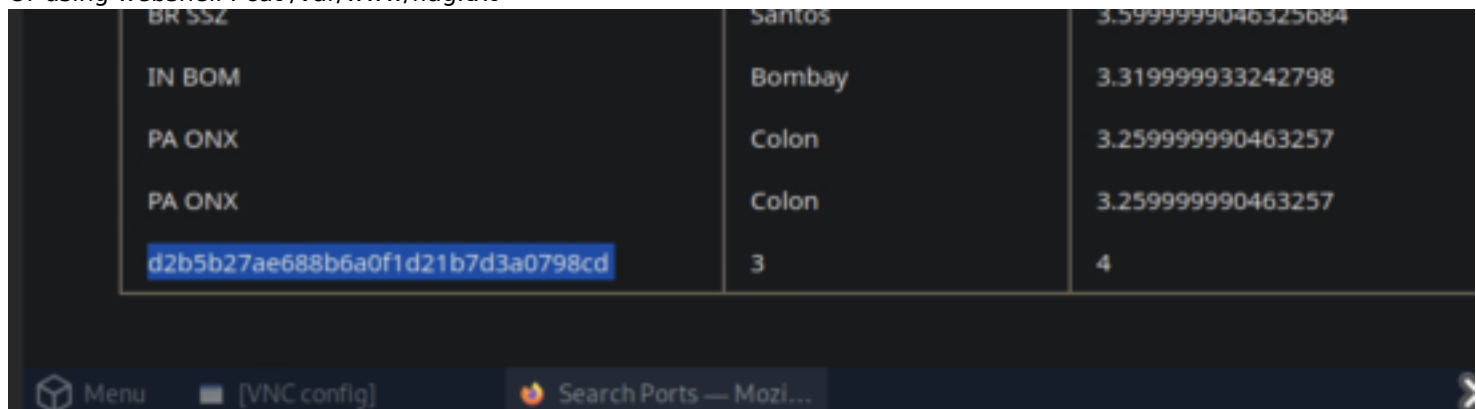 BR SSZ Santos 3.5999999046325684
IN BOM Bombay 3.319999933242798
PA ONX Colon 3.259999990463257
PA ONX Colon 3.259999990463257
d2b5b27ae688b6a0f1d21b7d3a0798cd 3 4
Menu [VNC config] Search Ports — Mozi...